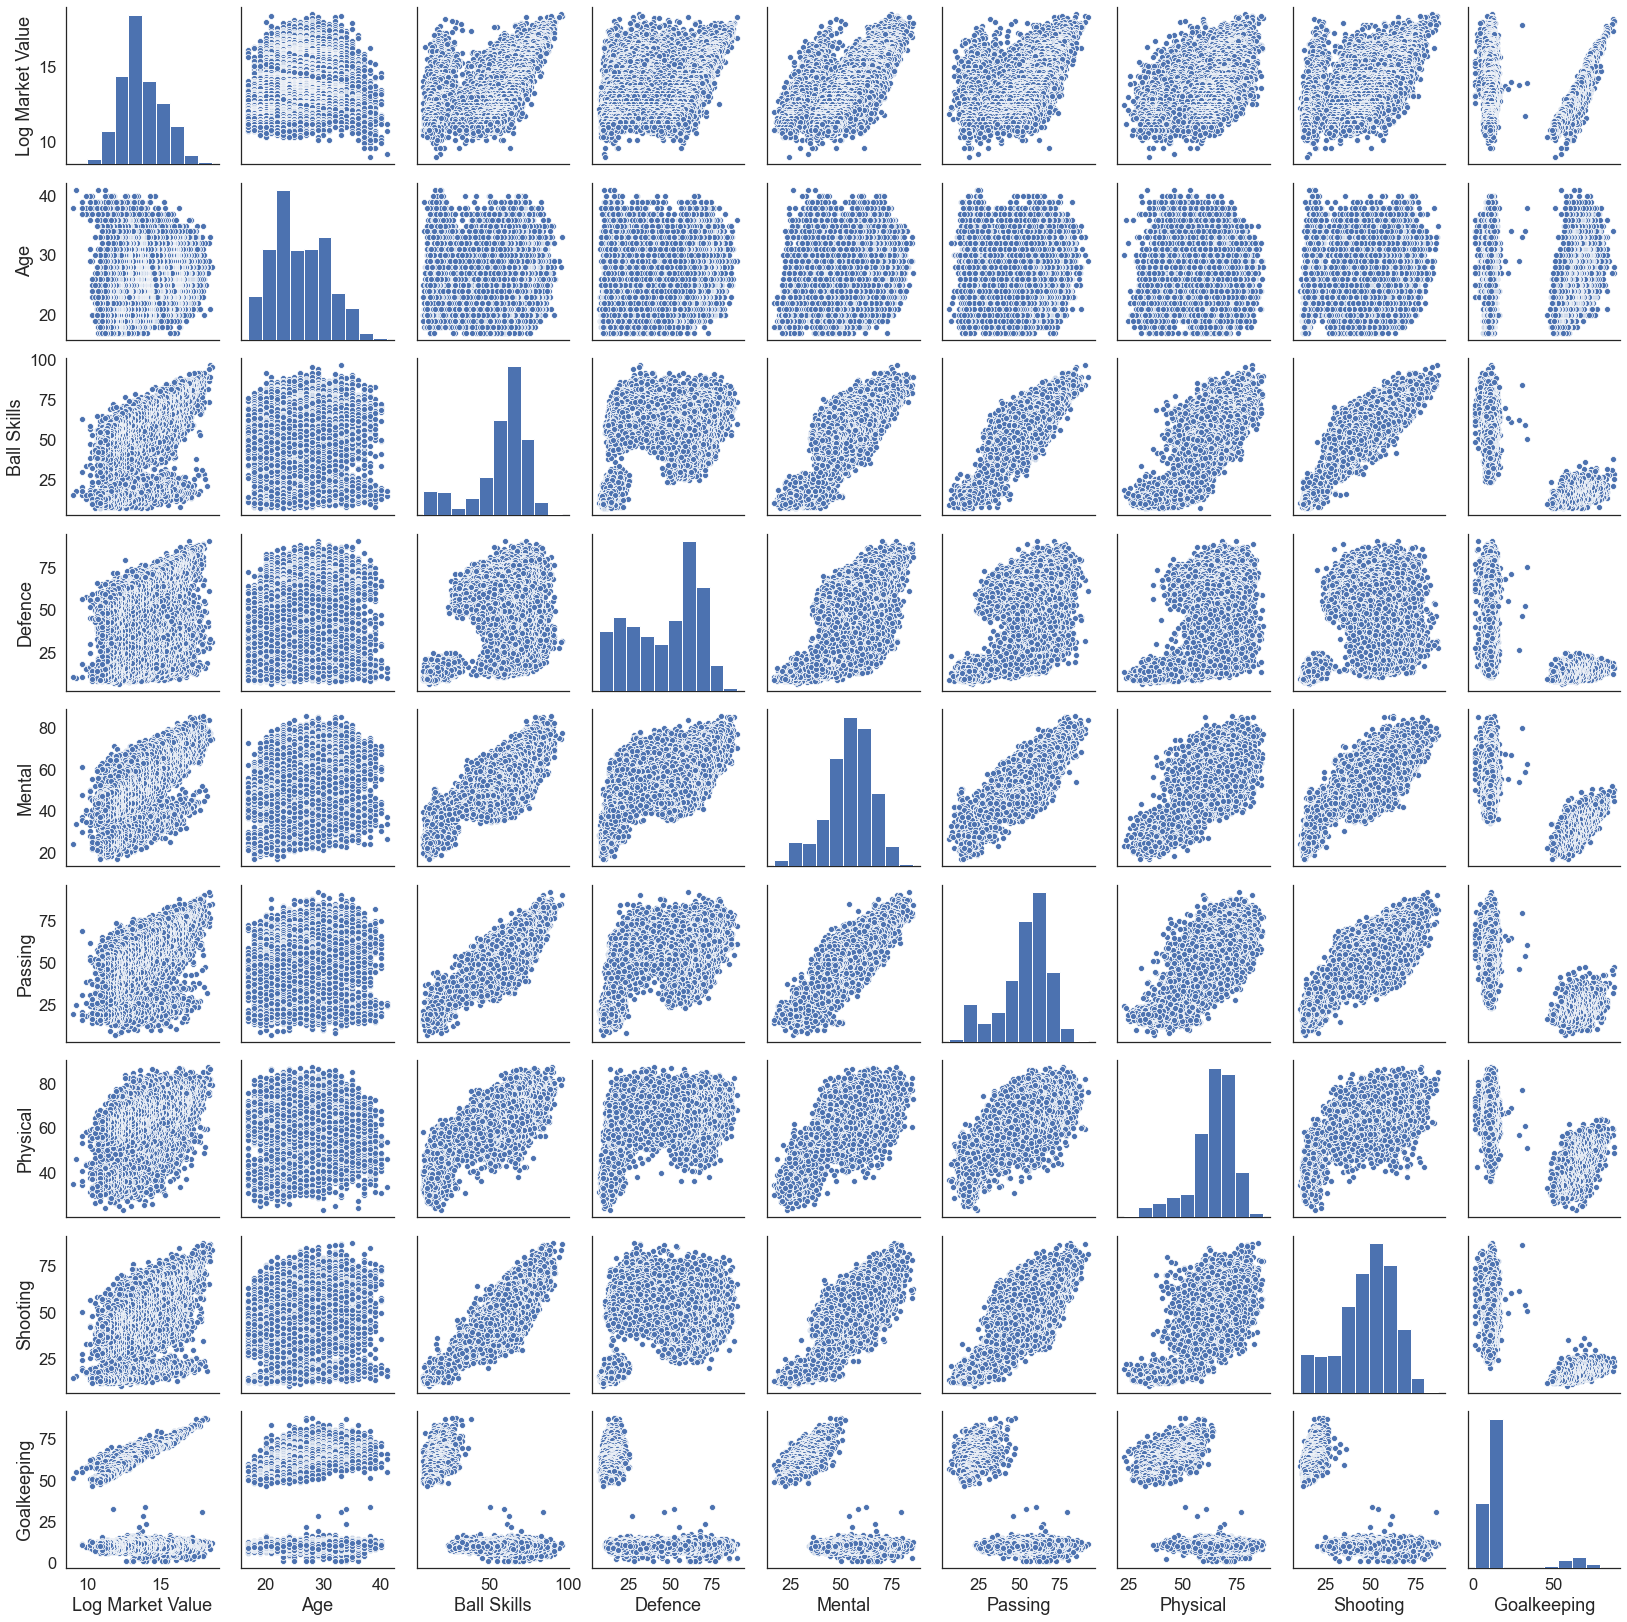 Log Market Value
15
10
Age
40
30
20
Ball Skills
100
75
50
25
Defence
75
50
25
Mental
80
60
40
20
Passing
75
50
25
Physical
80
60
40
Shooting
75
50
25
Goalkeeping
75
50
25
0
10 15 20 30 40 50 100 25 50 75 25 50 75 25 50 75 25 50 75 25 50 75 0 50
Log Market Value Age Ball Skills Defence Mental Passing Physical Shooting Goalkeeping